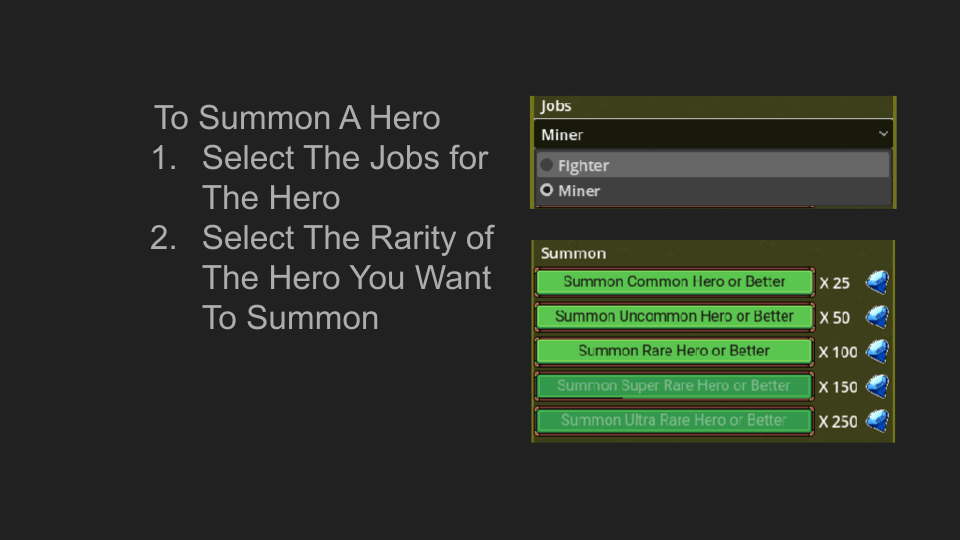 To Summon A Hero
1. Select The Jobs for
The Hero
2. Select The Rarity of
The Hero You Want
To Summon
Jobs
Miner
Fighter
Miner
Summon
Summon Common Hero or Better X 25
Summon Uncommon Hero or Better X 50
Summon Rare Hero or Better X 100
Summon Super Rare Hero or Better X 150
Summon Ultra Rare Hero or Better X 250